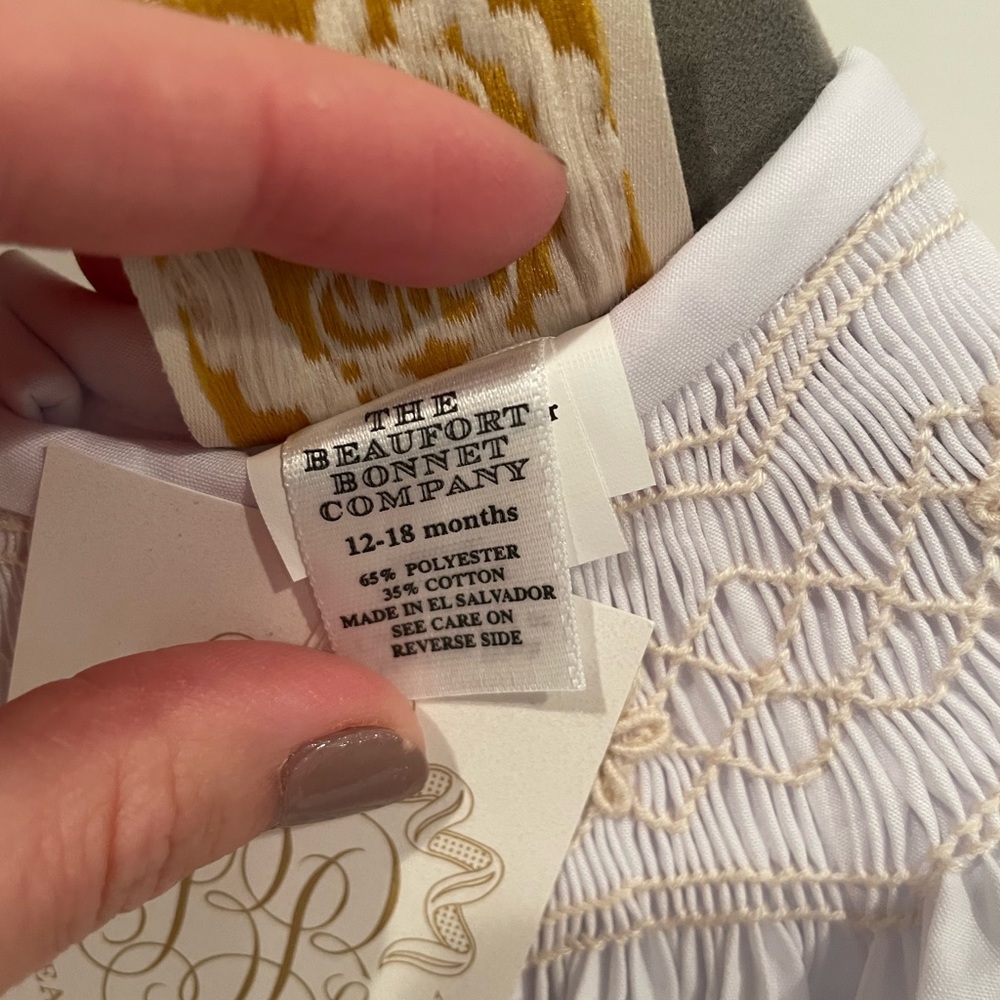 THE
BEAUFORT
BONNET
COMPANY
12-18 months
65% POLYESTER
35% COTTON
MADE IN EL SALVADOR
SEE CARE ON
REVERSE SIDE